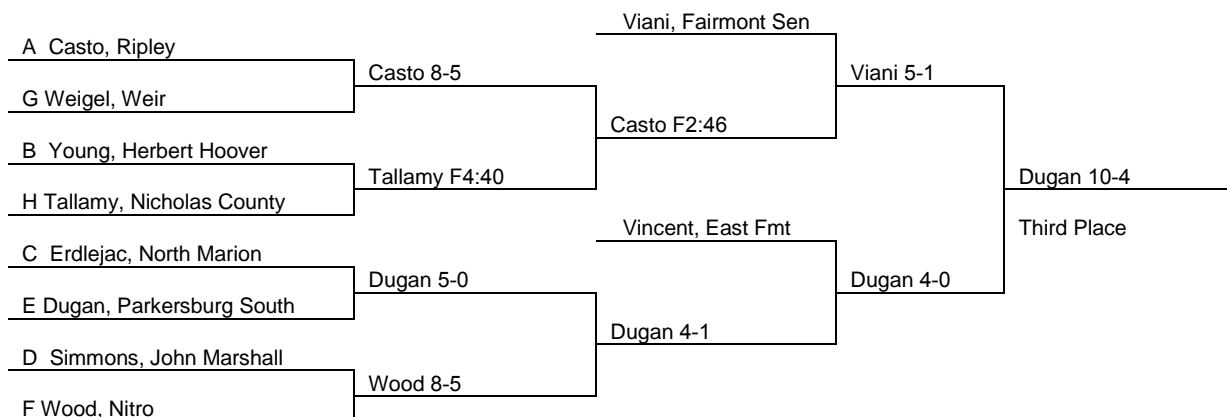 Viani, Fairmont Sen
A Casto, Ripley
Casto 8-5
Viani 5-1
G Weigel, Weir
Casto F2:46
B Young, Herbert Hoover
Tallamy F4:40
Dugan 10-4
H Tallamy, Nicholas County
Vincent, East Fmt
Third Place
C Erdlejac, North Marion
Dugan 5-0
Dugan 4-0
E Dugan, Parkersburg South
Dugan 4-1
D Simmons, John Marshall
Wood 8-5
F Wood, Nitro